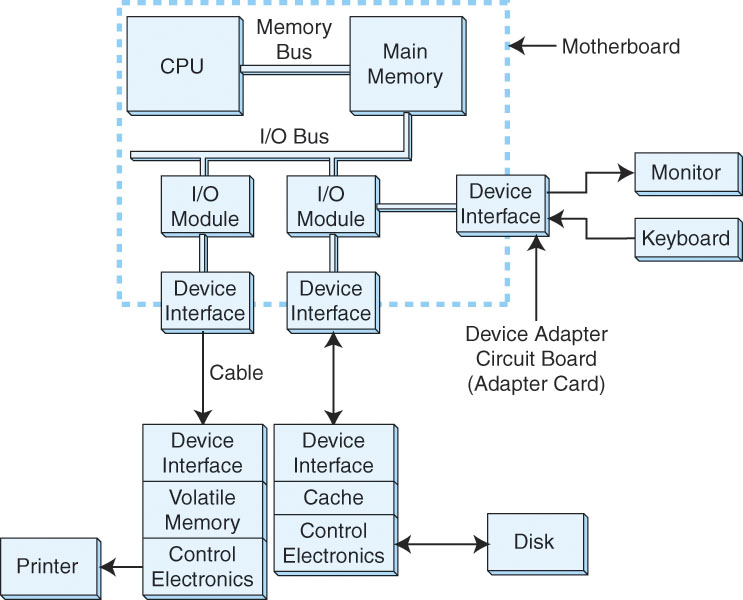 CPU
Memory
Bus
Main
Memory
Motherboard
I/O Bus
I/O
Module
I/O
Module
Device
Interface
Monitor
Keyboard
Device
Interface
Device
Interface
Device Adapter
Circuit Board
(Adapter Card)
Cable
Device
Interface
Volatile
Memory
Control
Electronics
Device
Interface
Cache
Control
Electronics
Printer
Disk